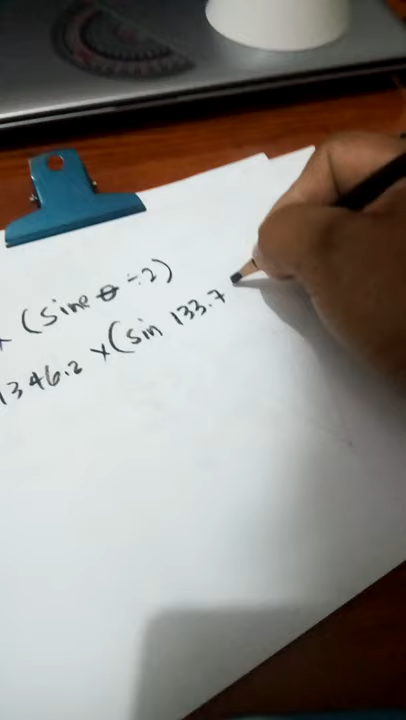 x (sine θ ÷ 2)
1346.2 x (sin 133.7